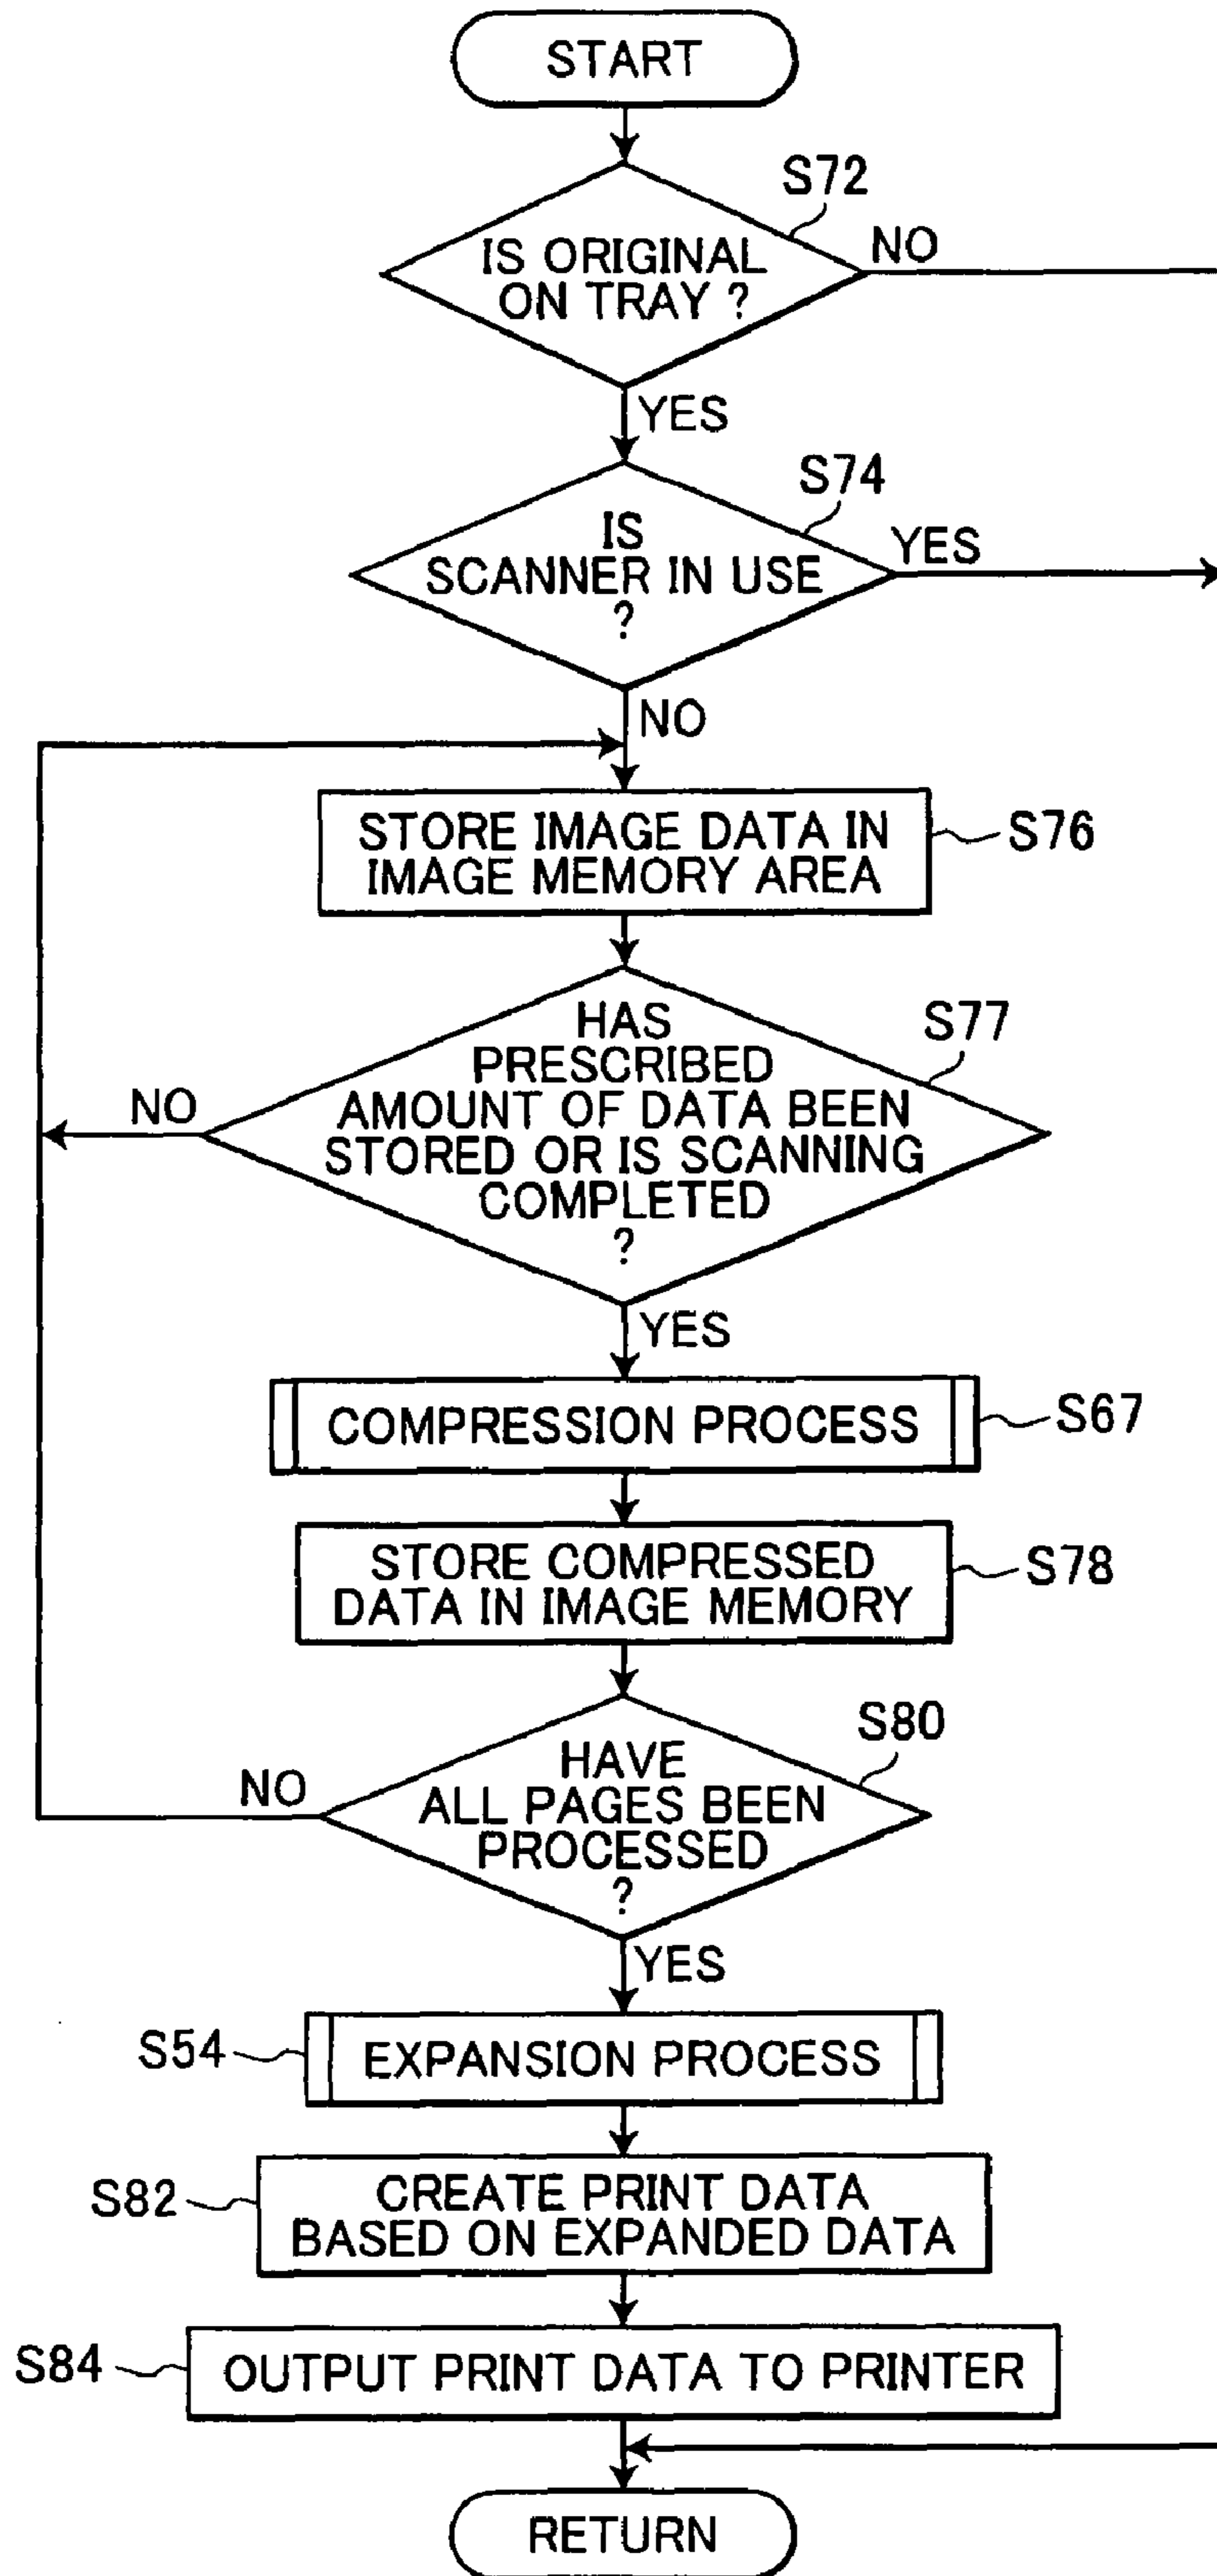 START
S72
IS ORIGINAL
ON TRAY ?
NO
YES
S74
IS
SCANNER IN USE
?
YES
NO
STORE IMAGE DATA IN
IMAGE MEMORY AREA
S76
HAS
PRESCRIBED
AMOUNT OF DATA BEEN
STORED OR IS SCANNING
COMPLETED
?
S77
NO
YES
COMPRESSION PROCESS
S67
STORE COMPRESSED
DATA IN IMAGE MEMORY
S78
HAVE
ALL PAGES BEEN
PROCESSED
?
S80
NO
YES
S54
EXPANSION PROCESS
S82
CREATE PRINT DATA
BASED ON EXPANDED DATA
S84
OUTPUT PRINT DATA TO PRINTER
RETURN